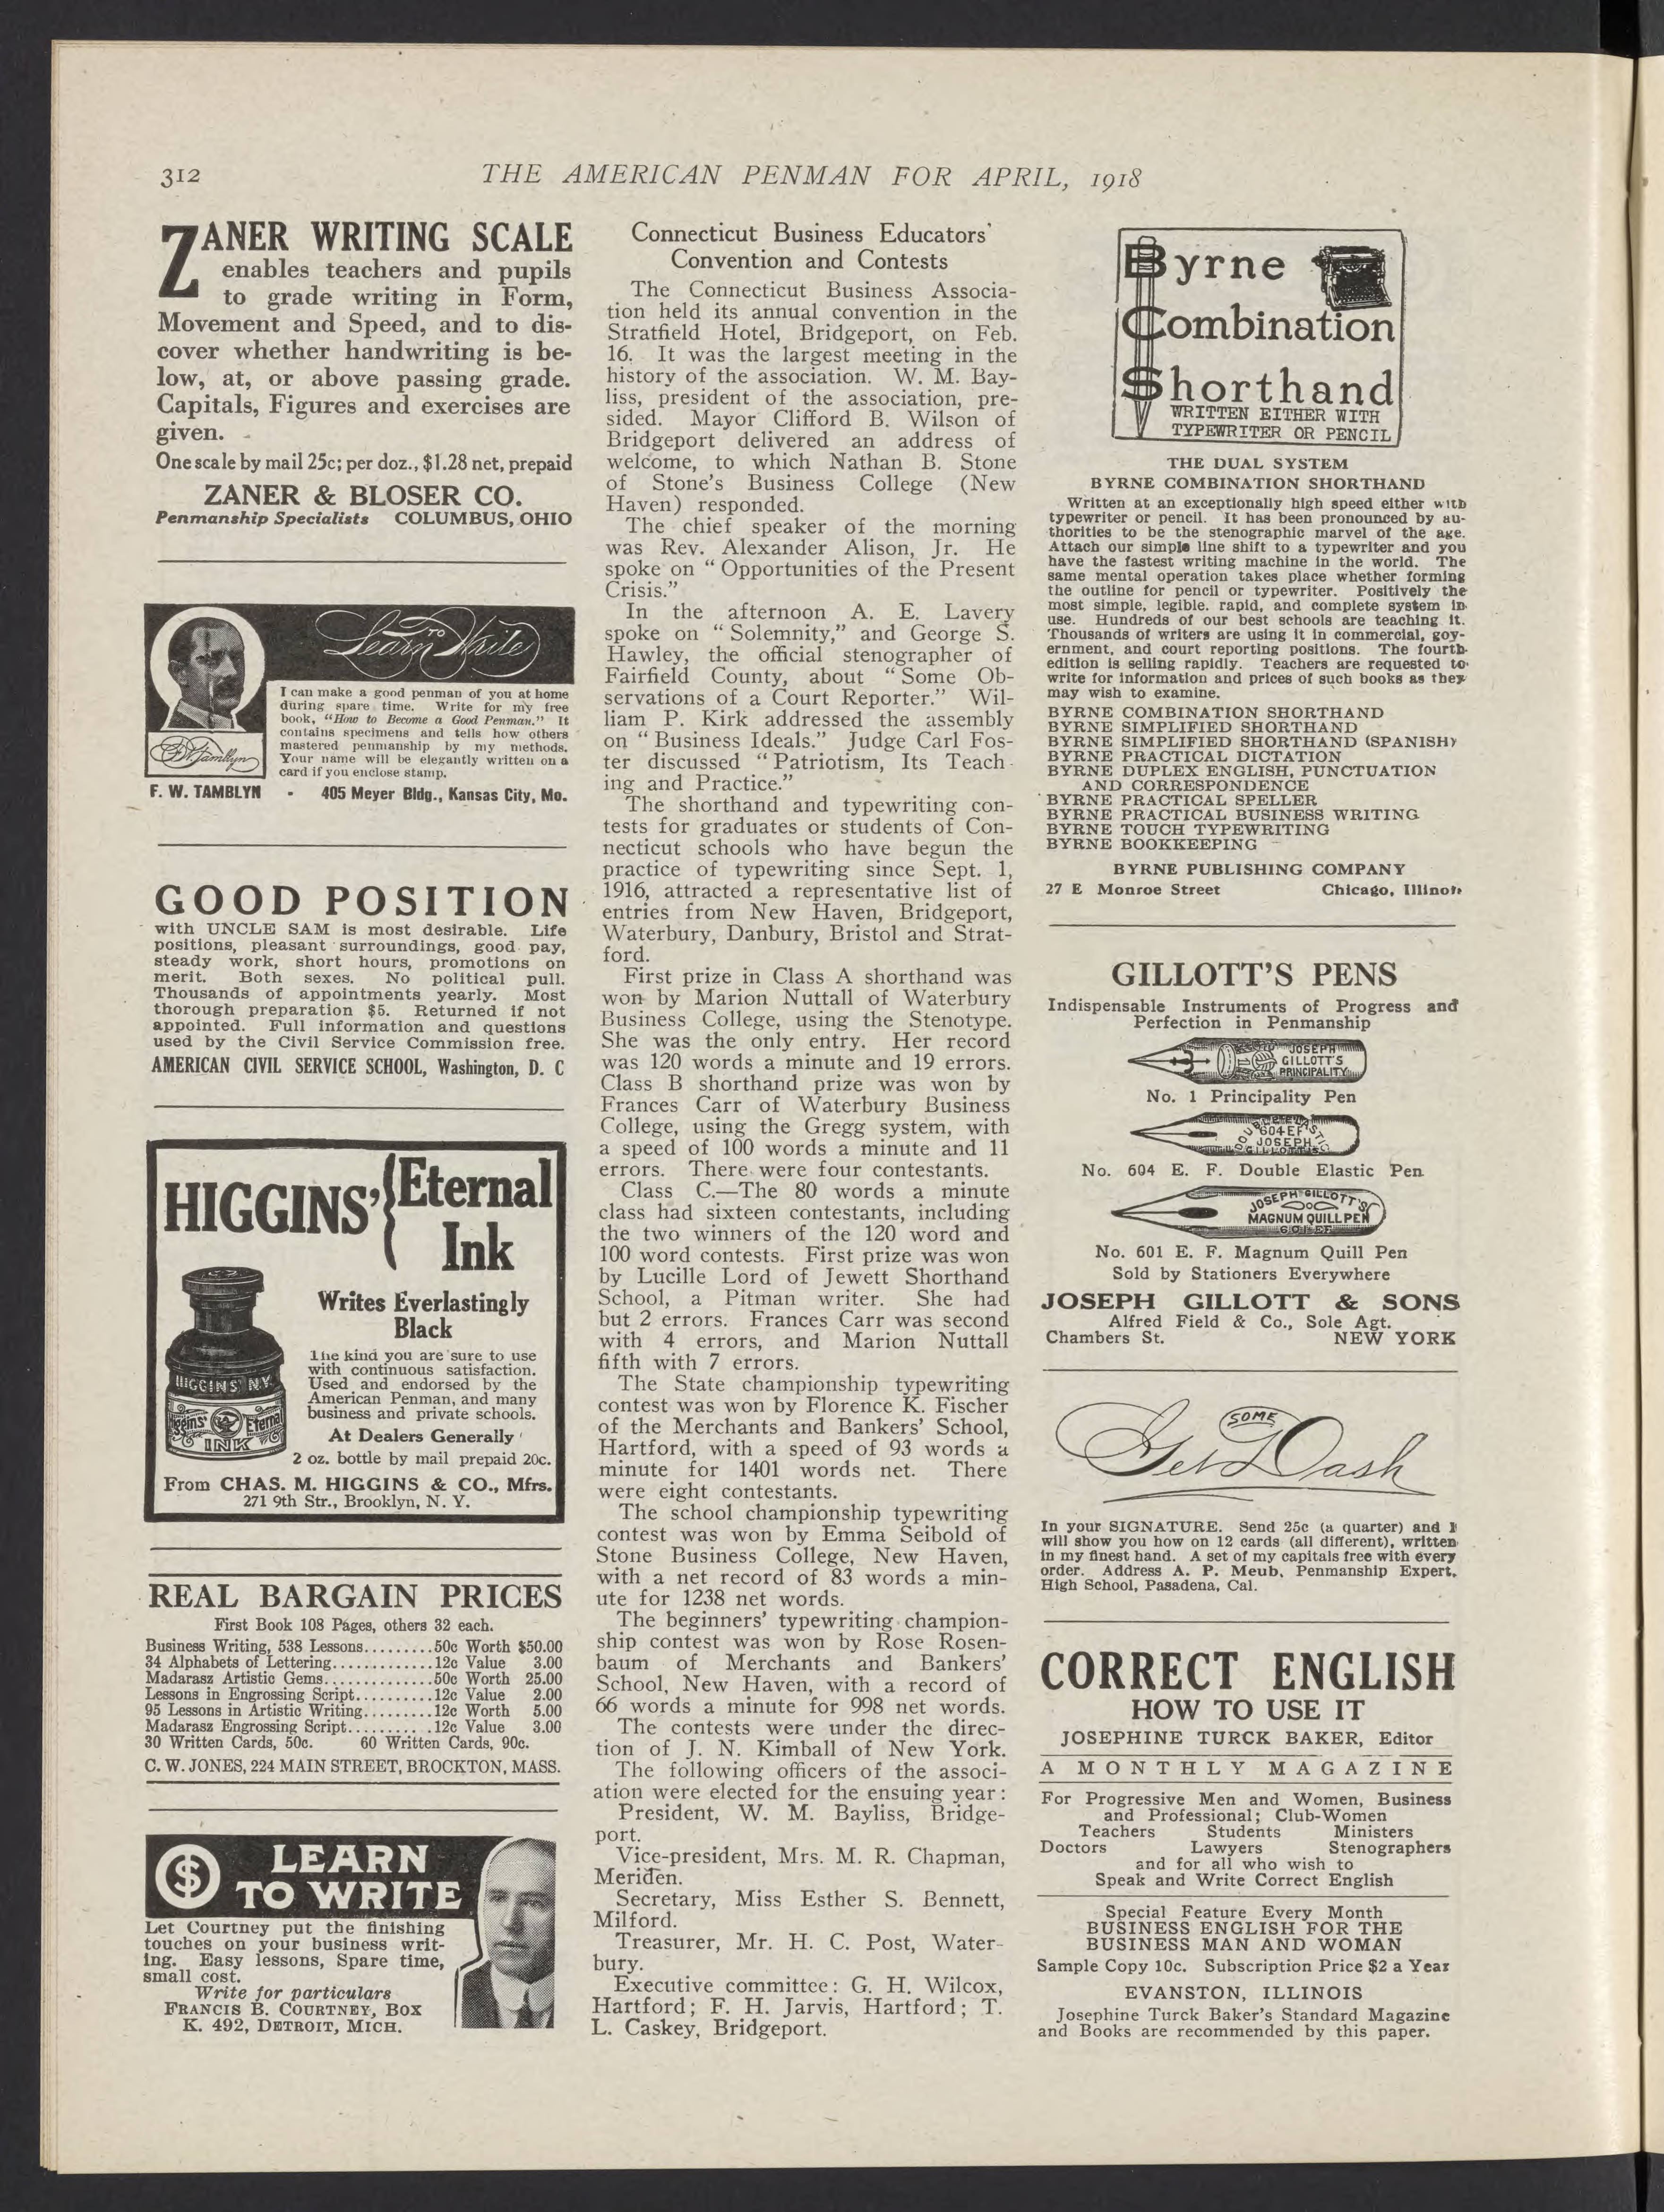 312
THE AMERICAN PENMAN FOR APRIL, 1918
ZANER WRITING SCALE
enables teachers and pupils
to grade writing in Form,
Movement and Speed, and to dis-
cover whether handwriting is be-
low, at, or above passing grade.
Capitals, Figures and exercises are
given.
One scale by mail 25c; per doz., $1.28 net, prepaid
ZANER & BLOSER CO.
Penmanship Specialists COLUMBUS, OHIO
Learn TO Write
I can make a good penman of you at home
during spare time. Write for my free
book, "How to Become a Good Penman." It
contains specimens and tells how others
mastered penmanship by my methods.
Your name will be elegantly written on a
card if you enclose stamp.
F. W. Tamblyn
F. W. TAMBLYN - 405 Meyer Bldg., Kansas City, Mo.
GOOD POSITION
with UNCLE SAM is most desirable. Life
positions, pleasant surroundings, good pay,
steady work, short hours, promotions on
merit. Both sexes. No political pull.
Thousands of appointments yearly. Most
thorough preparation $5. Returned if not
appointed. Full information and questions
used by the Civil Service Commission free.
AMERICAN CIVIL SERVICE SCHOOL, Washington, D. C
HIGGINS' Eternal
Ink
Writes Everlastingly
Black
The kind you are sure to use
with continuous satisfaction.
Used and endorsed by the
American Penman, and many
business and private schools.
At Dealers Generally
2 oz. bottle by mail prepaid 20c.
HIGGINS' N.Y.
Higgins' Eternal
INK
From CHAS. M. HIGGINS & CO., Mfrs.
271 9th Str., Brooklyn, N. Y.
REAL BARGAIN PRICES
First Book 108 Pages, others 32 each.
Business Writing, 538 Lessons.........50c Worth $50.00
34 Alphabets of Lettering.............12c Value 3.00
Madarasz Artistic Gems..............50c Worth 25.00
Lessons in Engrossing Script..........12c Value 2.00
95 Lessons in Artistic Writing.........12c Worth 5.00
Madarasz Engrossing Script..........12c Value 3.00
30 Written Cards, 50c. 60 Written Cards, 90c.
C. W. JONES, 224 MAIN STREET, BROCKTON, MASS.
$ LEARN
TO WRITE
Let Courtney put the finishing
touches on your business writ-
ing. Easy lessons, Spare time,
small cost.
Write for particulars
FRANCIS B. COURTNEY, BOX
K. 492, DETROIT, MICH.
Connecticut Business Educators'
Convention and Contests
The Connecticut Business Associa-
tion held its annual convention in the
Stratfield Hotel, Bridgeport, on Feb.
16. It was the largest meeting in the
history of the association. W. M. Bay-
liss, president of the association, pre-
sided. Mayor Clifford B. Wilson of
Bridgeport delivered an address of
welcome, to which Nathan B. Stone
of Stone's Business College (New
Haven) responded.
The chief speaker of the morning
was Rev. Alexander Alison, Jr. He
spoke on "Opportunities of the Present
Crisis."
In the afternoon A. E. Lavery
spoke on "Solemnity," and George S.
Hawley, the official stenographer of
Fairfield County, about "Some Ob-
servations of a Court Reporter." Wil-
liam P. Kirk addressed the assembly
on "Business Ideals." Judge Carl Fos-
ter discussed "Patriotism, Its Teach-
ing and Practice."
The shorthand and typewriting con-
tests for graduates or students of Con-
necticut schools who have begun the
practice of typewriting since Sept. 1,
1916, attracted a representative list of
entries from New Haven, Bridgeport,
Waterbury, Danbury, Bristol and Strat-
ford.
First prize in Class A shorthand was
won by Marion Nuttall of Waterbury
Business College, using the Stenotype.
She was the only entry. Her record
was 120 words a minute and 19 errors.
Class B shorthand prize was won by
Frances Carr of Waterbury Business
College, using the Gregg system, with
a speed of 100 words a minute and 11
errors. There were four contestants.
Class C.—The 80 words a minute
class had sixteen contestants, including
the two winners of the 120 word and
100 word contests. First prize was won
by Lucille Lord of Jewett Shorthand
School, a Pitman writer. She had
but 2 errors. Frances Carr was second
with 4 errors, and Marion Nuttall
fifth with 7 errors.
The State championship typewriting
contest was won by Florence K. Fischer
of the Merchants and Bankers' School,
Hartford, with a speed of 93 words a
minute for 1401 words net. There
were eight contestants.
The school championship typewriting
contest was won by Emma Seibold of
Stone Business College, New Haven,
with a net record of 83 words a min-
ute for 1238 net words.
The beginners' typewriting champion-
ship contest was won by Rose Rosen-
baum of Merchants and Bankers'
School, New Haven, with a record of
66 words a minute for 998 net words.
The contests were under the direc-
tion of J. N. Kimball of New York.
The following officers of the associ-
ation were elected for the ensuing year:
President, W. M. Bayliss, Bridge-
port.
Vice-president, Mrs. M. R. Chapman,
Meriden.
Secretary, Miss Esther S. Bennett,
Milford.
Treasurer, Mr. H. C. Post, Water-
bury.
Executive committee: G. H. Wilcox,
Hartford; F. H. Jarvis, Hartford; T.
L. Caskey, Bridgeport.
Byrne
Combination
Shorthand
WRITTEN EITHER WITH
TYPEWRITER OR PENCIL
THE DUAL SYSTEM
BYRNE COMBINATION SHORTHAND
Written at an exceptionally high speed either with
typewriter or pencil. It has been pronounced by au-
thorities to be the stenographic marvel of the age.
Attach our simple line shift to a typewriter and you
have the fastest writing machine in the world. The
same mental operation takes place whether forming
the outline for pencil or typewriter. Positively the
most simple, legible, rapid, and complete system in
use. Hundreds of our best schools are teaching it.
Thousands of writers are using it in commercial, gov-
ernment, and court reporting positions. The fourth
edition is selling rapidly. Teachers are requested to
write for information and prices of such books as they
may wish to examine.
BYRNE COMBINATION SHORTHAND
BYRNE SIMPLIFIED SHORTHAND
BYRNE SIMPLIFIED SHORTHAND (SPANISH)
BYRNE PRACTICAL DICTATION
BYRNE DUPLEX ENGLISH, PUNCTUATION
AND CORRESPONDENCE
BYRNE PRACTICAL SPELLER
BYRNE PRACTICAL BUSINESS WRITING
BYRNE TOUCH TYPEWRITING
BYRNE BOOKKEEPING
BYRNE PUBLISHING COMPANY
27 E Monroe Street Chicago, Illinois
GILLOTT'S PENS
Indispensable Instruments of Progress and
Perfection in Penmanship
JOSEPH
GILLOTT'S
PRINCIPALITY
No. 1 Principality Pen
DOUBLE ELASTIC
604 EF
JOSEPH
GILLOTT'S
No. 604 E. F. Double Elastic Pen
JOSEPH GILLOTT'S
MAGNUM QUILL PEN
601 EF
No. 601 E. F. Magnum Quill Pen
Sold by Stationers Everywhere
JOSEPH GILLOTT & SONS
Alfred Field & Co., Sole Agt.
Chambers St. NEW YORK
Get SOME Dash
In your SIGNATURE. Send 25c (a quarter) and I
will show you how on 12 cards (all different), written
in my finest hand. A set of my capitals free with every
order. Address A. P. Meub, Penmanship Expert,
High School, Pasadena, Cal.
CORRECT ENGLISH
HOW TO USE IT
JOSEPHINE TURCK BAKER, Editor
A MONTHLY MAGAZINE
For Progressive Men and Women, Business
and Professional; Club-Women
Teachers Students Ministers
Doctors Lawyers Stenographers
and for all who wish to
Speak and Write Correct English
Special Feature Every Month
BUSINESS ENGLISH FOR THE
BUSINESS MAN AND WOMAN
Sample Copy 10c. Subscription Price $2 a Year
EVANSTON, ILLINOIS
Josephine Turck Baker's Standard Magazine
and Books are recommended by this paper.